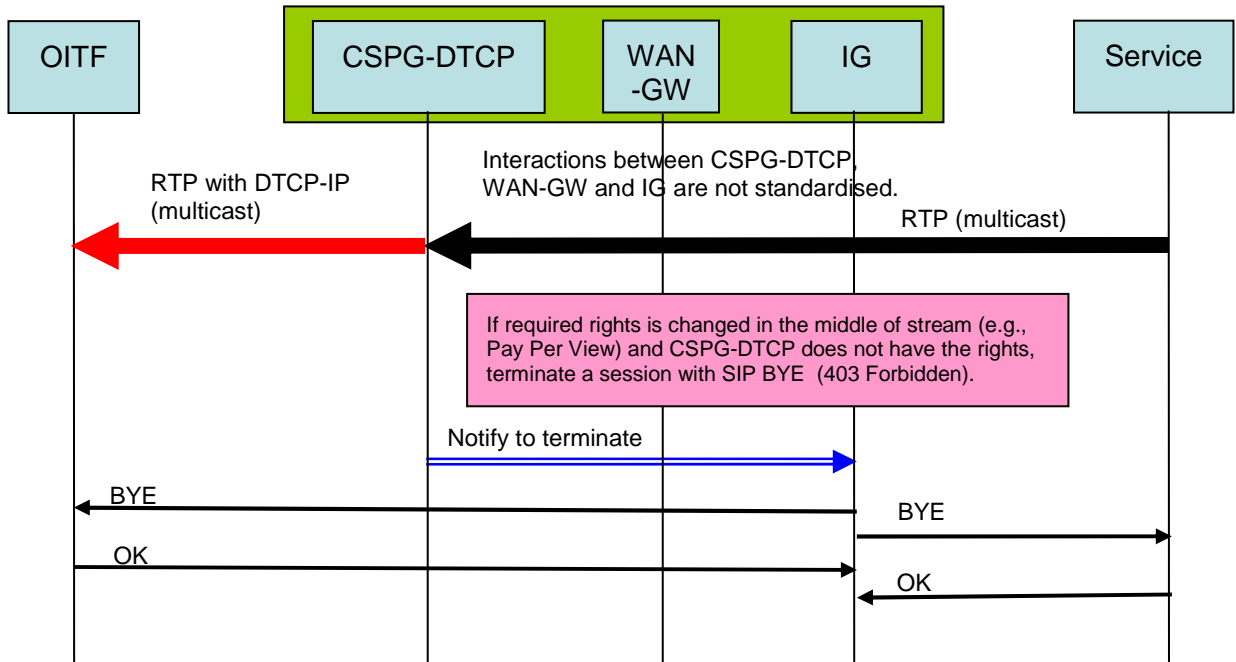 OITF
CSPG-DTCP
WAN
-GW
IG
Service
Interactions between CSPG-DTCP,
WAN-GW and IG are not standardised.
RTP with DTCP-IP
(multicast)
RTP (multicast)
If required rights is changed in the middle of stream (e.g.,
Pay Per View) and CSPG-DTCP does not have the rights,
terminate a session with SIP BYE (403 Forbidden).
Notify to terminate
BYE
BYE
OK
OK